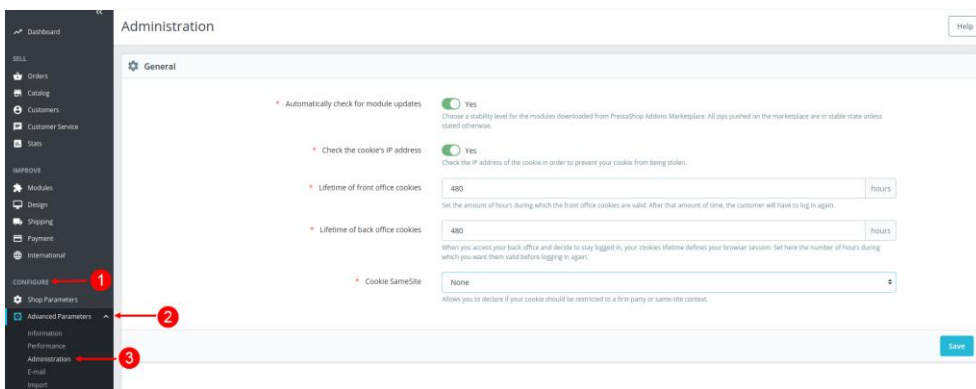 «
Dashboard
SELL
Orders
Catalog
Customers
Customer Service
Stats
IMPROVE
Modules
Design
Shipping
Payment
International
CONFIGURE
1
Shop Parameters
Advanced Parameters
2
Information
Performance
Administration
3
E-mail
Import
Administration
Help
General
* Automatically check for module updates
Yes
Choose a stability level for the modules downloaded from PrestaShop Addons Marketplace. All zips pushed on the marketplace are in stable state unless
stated otherwise.
* Check the cookie's IP address
Yes
Check the IP address of the cookie in order to prevent your cookie from being stolen.
* Lifetime of front office cookies
480
hours
Set the amount of hours during which the front office cookies are valid. After that amount of time, the customer will have to log in again.
* Lifetime of back office cookies
480
hours
When you access your back office and decide to stay logged in, your cookies lifetime defines your browser session. Set here the number of hours during
which you want them valid before logging in again.
* Cookie SameSite
None
Allows you to declare if your cookie should be restricted to a first-party or same-site context.
Save